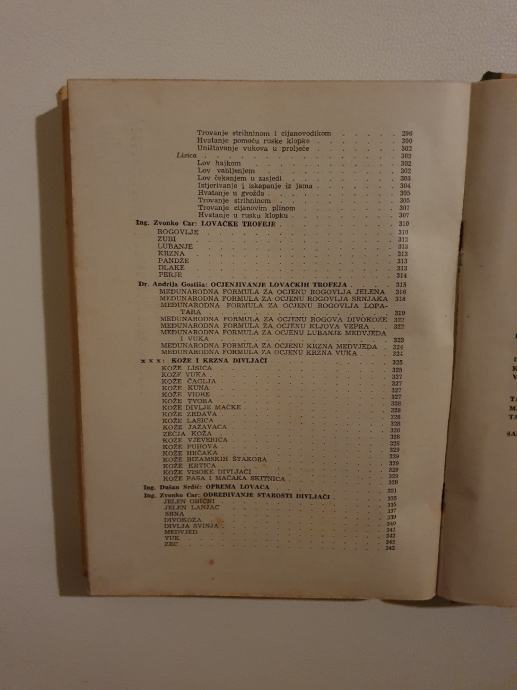 Trovanje strihninom i cijanovodikom . . . . . 296
Hvatanje pomoću ruske klopke . . . . . 300
Uništavanje vukova u proljeće . . . . . 302
Lisica . . . . . 302
Lov hajkom . . . . . 302
Lov vabljenjem . . . . . 302
Lov čekanjem u zasjedi . . . . . 303
Istjerivanje i iskapanje iz jama . . . . . 304
Hvatanje u gvožđa . . . . . 305
Trovanje strihninom . . . . . 305
Trovanje cijanovim plinom . . . . . 307
Hvatanje u rusku klopku . . . . . 307
Ing. Zvonko Car: LOVAČKE TROFEJE . . . . . 310
ROGOVLJE . . . . . 310
ZUBI . . . . . 312
LUBANJE . . . . . 312
KRZNA . . . . . 313
PANDŽE . . . . . 313
DLAKE . . . . . 313
PERJE . . . . . 314
Dr. Andrija Gostiša: OCJENJIVANJE LOVAČKIH TROFEJA . 315
MEĐUNARODNA FORMULA ZA OCJENU ROGOVLJA JELENA . 316
MEĐUNARODNA FORMULA ZA OCJENU ROGOVLJA SRNJAKA . 318
MEĐUNARODNA FORMULA ZA OCJENU ROGOVLJA LOPA-
TARA . . . . . 319
MEĐUNARODNA FORMULA ZA OCJENU ROGOVA DIVOKOZE . 322
MEĐUNARODNA FORMULA ZA OCJENU KLJOVA VEPRA . . 322
MEĐUNARODNA FORMULA ZA OCJENU LUBANJE MEDVJEDA
I VUKA . . . . . 323
MEĐUNARODNA FORMULA ZA OCJENU KRZNA MEDVJEDA . 324
MEĐUNARODNA FORMULA ZA OCJENU KRZNA VUKA . . 324
x x x: KOŽE I KRZNA DIVLJAČI . . . . . 325
KOŽE LISICA . . . . . 325
KOŽE VUKA . . . . . 327
KOŽE ČAGLJA . . . . . 327
KOŽE KUNA . . . . . 327
KOŽE VIDRE . . . . . 327
KOŽE TVORA . . . . . 328
KOŽE DIVLJE MAČKE . . . . . 328
KOŽE ZRDAVA . . . . . 328
KOŽE LASICA . . . . . 328
KOŽE JAZAVACA . . . . . 328
ZEČJA KOŽA . . . . . 328
KOŽE VJEVERICA . . . . . 328
KOŽE PUHOVA . . . . . 329
KOŽE HRČAKA . . . . . 329
KOŽE BIZAMSKIH ŠTAKORA . . . . . 329
KOŽE KRTICA . . . . . 329
KOŽE VISOKE DIVLJAČI . . . . . 329
KOŽE PASA I MAČAKA SKITNICA . . . . .
Ing. Dušan Srdić: OPREMA LOVACA . . . . . 331
Ing. Zvonko Car: ODREĐIVANJE STAROSTI DIVLJAČI . . . . . 335
JELEN OBIČNI . . . . . 335
JELEN LANJAC . . . . .
SRNA . . . . . 337
DIVOKOZA . . . . . 339
DIVLJA SVINJA . . . . . 340
MEDVJED . . . . . 341
VUK . . . . .
ZEC . . . . . 342